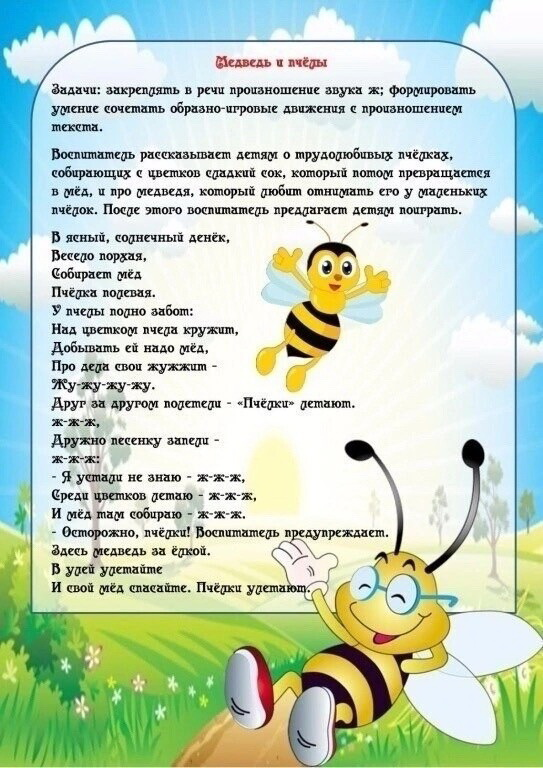 Медведь и пчёлы
Задачи: закреплять в речи произношение звука ж; формировать
умение сочетать образно-игровые движения с произношением
текста.
Воспитатель рассказывает детям о трудолюбивых пчёлках,
собирающих с цветков сладкий сок, который потом превращается
в мёд, и про медведя, который любит отнимать его у маленьких
пчёлок. После этого воспитатель предлагает детям поиграть.
В ясный, солнечный денёк,
Весело порхая,
Собирает мёд
Пчёлка полевая.
У пчелы полно забот:
Над цветком пчела кружит,
Добывать ей надо мёд,
Про дела свои жужжит -
Жу-жу-жу-жу.
Друг за другом полетели - «Пчёлки» летают.
ж-ж-ж,
Дружно песенку запели -
ж-ж-ж:
- Я устали не знаю - ж-ж-ж,
Среди цветков летаю - ж-ж-ж,
И мёд там собираю - ж-ж-ж.
- Осторожно, пчёлки! Воспитатель предупреждает.
Здесь медведь за ёлкой.
В улей улетайте
И свой мёд спасайте. Пчёлки улетают.